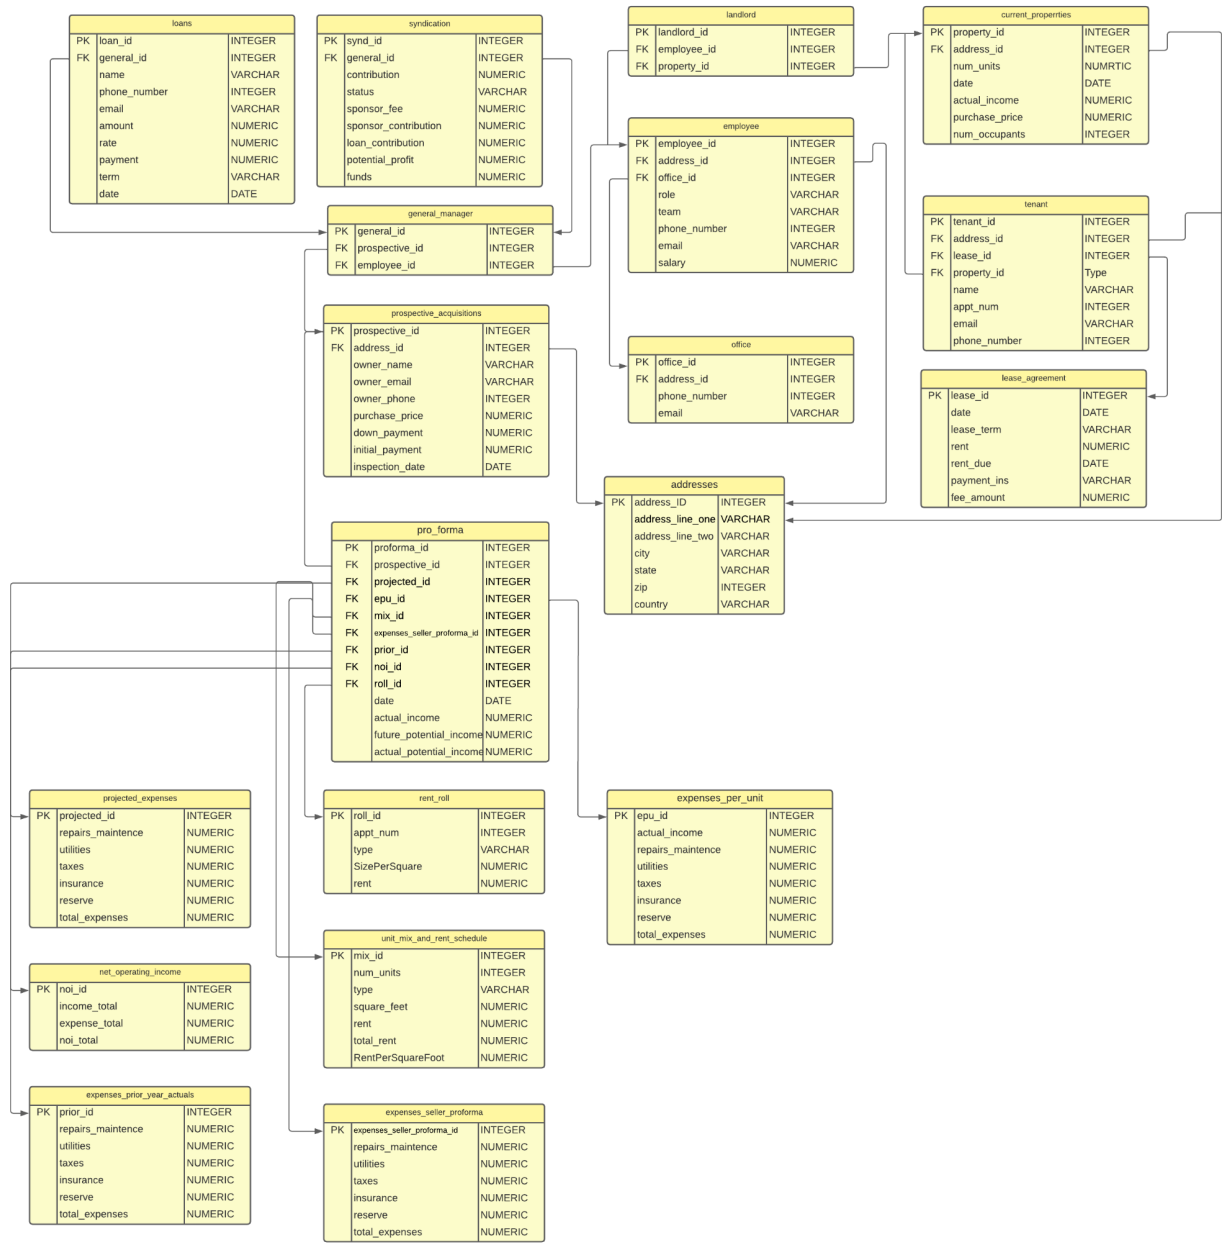 loans
PK loan_id INTEGER
FK general_id INTEGER
name VARCHAR
phone_number INTEGER
email VARCHAR
amount NUMERIC
rate NUMERIC
payment NUMERIC
term VARCHAR
date DATE
syndication
PK synd_id INTEGER
FK general_id INTEGER
contribution NUMERIC
status VARCHAR
sponsor_fee NUMERIC
sponsor_contribution NUMERIC
loan_contribution NUMERIC
potential_profit NUMERIC
funds NUMERIC
landlord
PK landlord_id INTEGER
FK employee_id INTEGER
FK property_id INTEGER
current_properrties
PK property_id INTEGER
FK address_id INTEGER
num_units NUMRTIC
date DATE
actual_income NUMERIC
purchase_price NUMERIC
num_occupants INTEGER
employee
PK employee_id INTEGER
FK address_id INTEGER
FK office_id INTEGER
role VARCHAR
team VARCHAR
phone_number INTEGER
email VARCHAR
salary NUMERIC
general_manager
PK general_id INTEGER
FK prospective_id INTEGER
FK employee_id INTEGER
tenant
PK tenant_id INTEGER
FK address_id INTEGER
FK lease_id INTEGER
FK property_id Type
name VARCHAR
appt_num INTEGER
email VARCHAR
phone_number INTEGER
prospective_acquisitions
PK prospective_id INTEGER
FK address_id INTEGER
owner_name VARCHAR
owner_email VARCHAR
owner_phone INTEGER
purchase_price NUMERIC
down_payment NUMERIC
initial_payment NUMERIC
inspection_date DATE
office
PK office_id INTEGER
FK address_id INTEGER
phone_number INTEGER
email VARCHAR
lease_agreement
PK lease_id INTEGER
date DATE
lease_term VARCHAR
rent NUMERIC
rent_due DATE
payment_ins VARCHAR
fee_amount NUMERIC
addresses
PK address_ID INTEGER
address_line_one VARCHAR
address_line_two VARCHAR
city VARCHAR
state VARCHAR
zip INTEGER
country VARCHAR
pro_forma
PK proforma_id INTEGER
FK prospective_id INTEGER
FK projected_id INTEGER
FK epu_id INTEGER
FK mix_id INTEGER
FK expenses_seller_proforma_id INTEGER
FK prior_id INTEGER
FK noi_id INTEGER
FK roll_id INTEGER
date DATE
actual_income NUMERIC
future_potential_income NUMERIC
actual_potential_income NUMERIC
projected_expenses
PK projected_id INTEGER
repairs_maintence NUMERIC
utilities NUMERIC
taxes NUMERIC
insurance NUMERIC
reserve NUMERIC
total_expenses NUMERIC
rent_roll
PK roll_id INTEGER
appt_num INTEGER
type VARCHAR
SizePerSquare NUMERIC
rent NUMERIC
expenses_per_unit
PK epu_id INTEGER
actual_income NUMERIC
repairs_maintence NUMERIC
utilities NUMERIC
taxes NUMERIC
insurance NUMERIC
reserve NUMERIC
total_expenses NUMERIC
unit_mix_and_rent_schedule
PK mix_id INTEGER
num_units INTEGER
type VARCHAR
square_feet NUMERIC
rent NUMERIC
total_rent NUMERIC
RentPerSquareFoot NUMERIC
net_operating_income
PK noi_id INTEGER
income_total NUMERIC
expense_total NUMERIC
noi_total NUMERIC
expenses_prior_year_actuals
PK prior_id INTEGER
repairs_maintence NUMERIC
utilities NUMERIC
taxes NUMERIC
insurance NUMERIC
reserve NUMERIC
total_expenses NUMERIC
expenses_seller_proforma
PK expenses_seller_proforma_id INTEGER
repairs_maintence NUMERIC
utilities NUMERIC
taxes NUMERIC
insurance NUMERIC
reserve NUMERIC
total_expenses NUMERIC